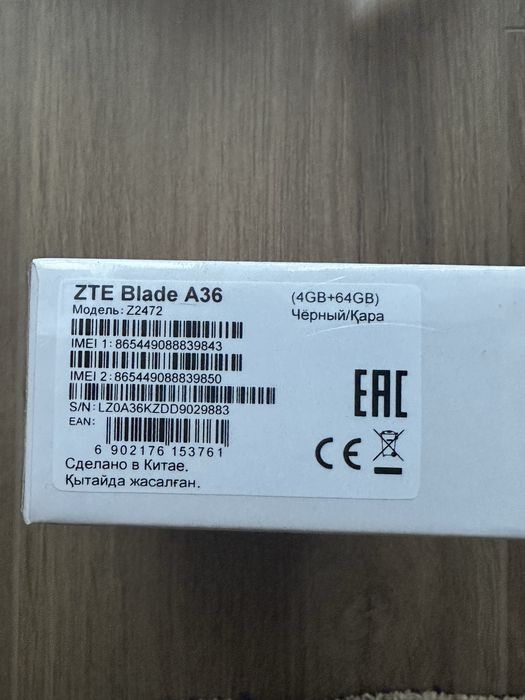 ZTE Blade A36
(4GB+64GB)
Модель: Z2472
Чёрный/Қара
IMEI 1: 865449088839843
IMEI 2: 865449088839850
S/N: LZ0A36KZDD9029883
EAN:
6 902176 153761
EAC
CE
Сделано в Китае.
Қытайда жасалған.